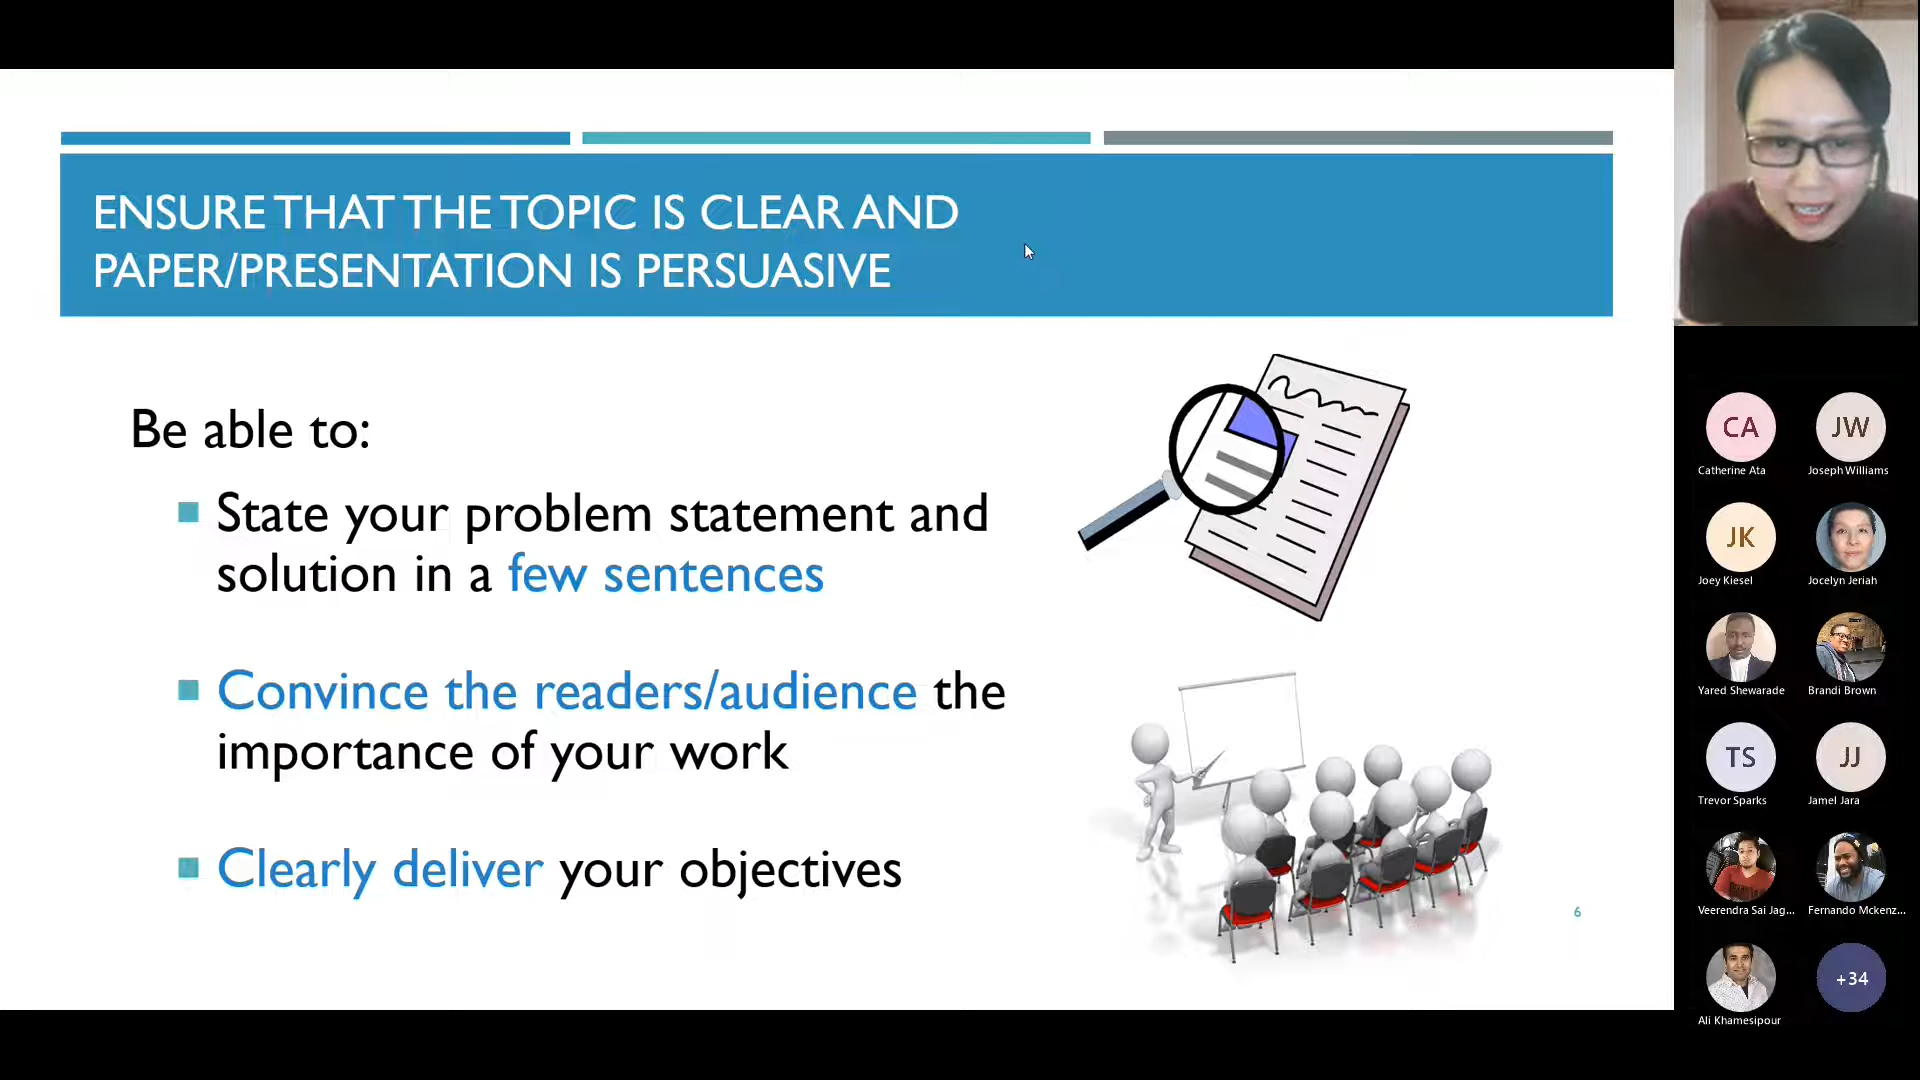 ENSURE THAT THE TOPIC IS CLEAR AND
PAPER/PRESENTATION IS PERSUASIVE
Be able to:
State your problem statement and
solution in a few sentences
Convince the readers/audience the
importance of your work
Clearly deliver your objectives
6
CA
JW
Catherine Ata
Joseph Williams
JK
Joey Kiesel
Jocelyn Jeriah
Yared Shewarade
Brandi Brown
TS
JJ
Trevor Sparks
Jamel Jara
Veerendra Sai Jag...
Fernando Mckenz...
+34
Ali Khamesipour